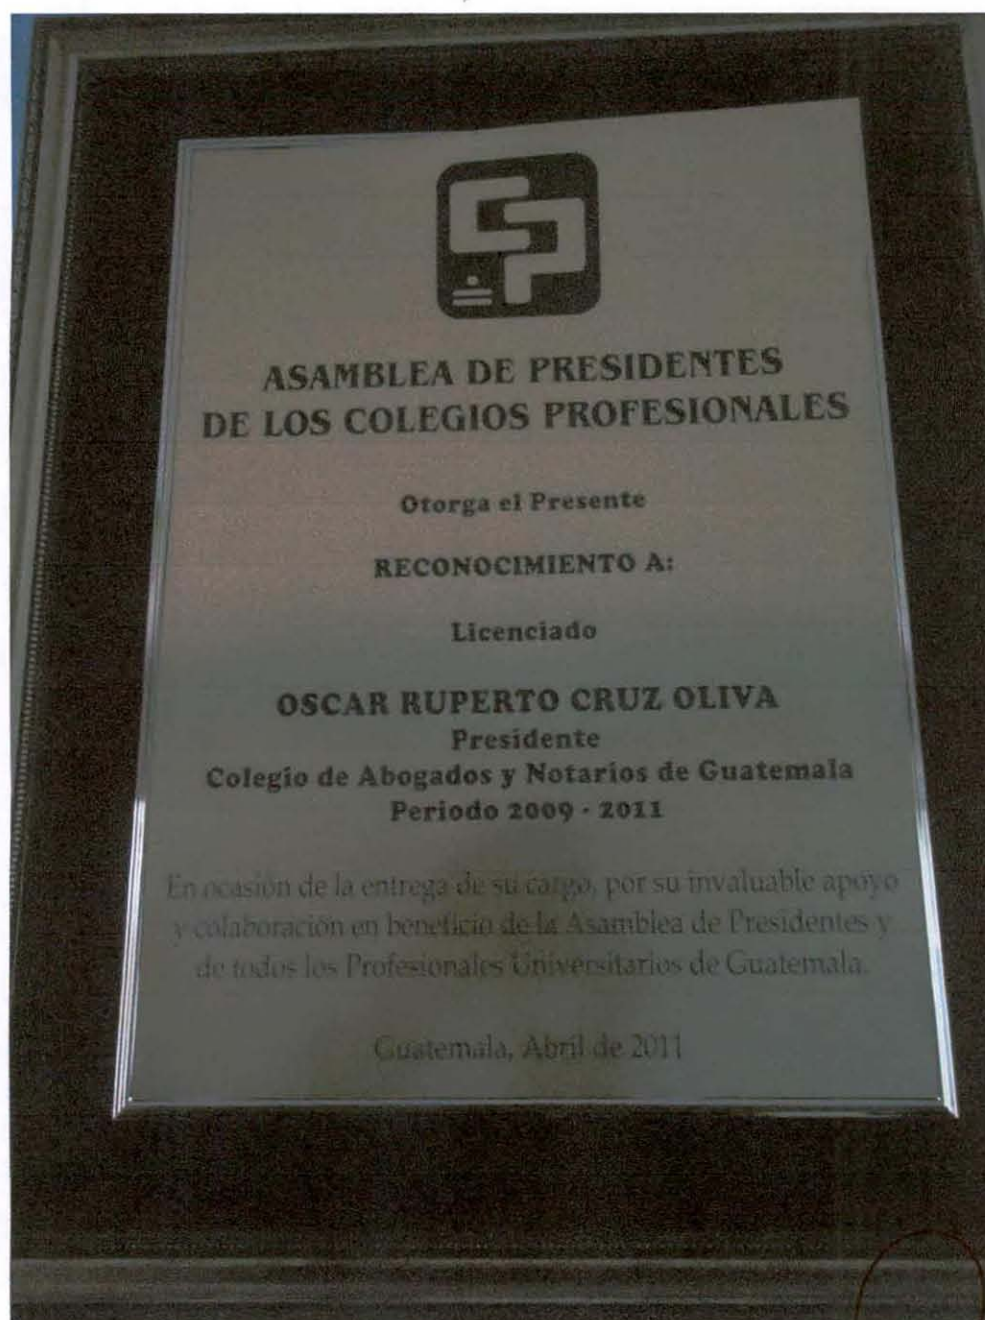 CSP
ASAMBLEA DE PRESIDENTES
DE LOS COLEGIOS PROFESIONALES
Otorga el Presente
RECONOCIMIENTO A:
Licenciado
OSCAR RUPERTO CRUZ OLIVA
Presidente
Colegio de Abogados y Notarios de Guatemala
Periodo 2009 - 2011
En ocasión de la entrega de su cargo, por su invaluable apoyo
y colaboración en beneficio de la Asamblea de Presidentes y
de todos los Profesionales Universitarios de Guatemala.
Guatemala, Abril de 2011